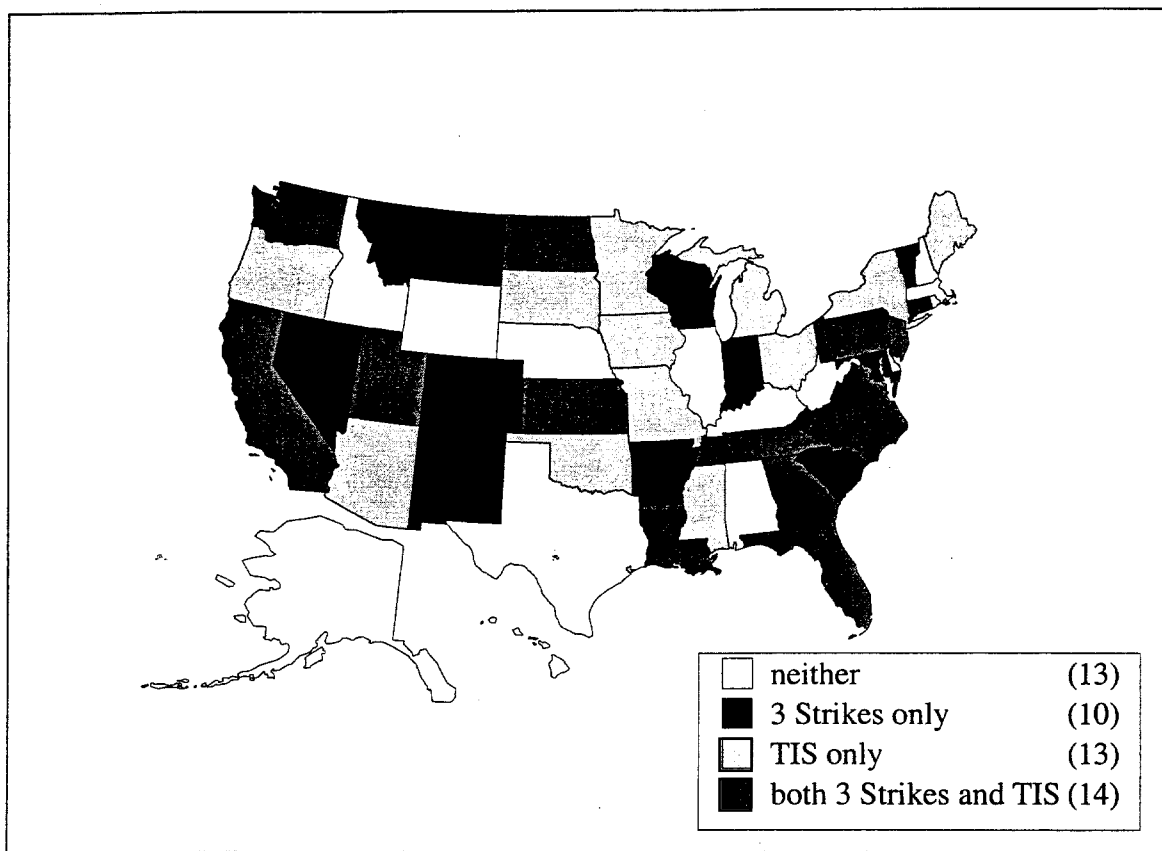 neither (13)
3 Strikes only (10)
TIS only (13)
both 3 Strikes and TIS (14)